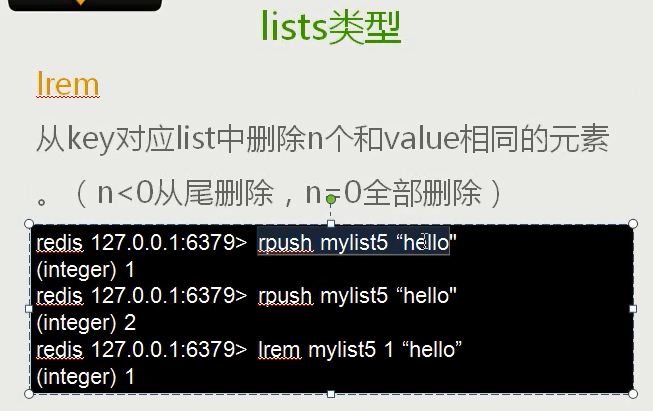 lists类型
lrem
从key对应list中删除n个和value相同的元素
。（n<0从尾删除，n=0全部删除）
redis 127.0.0.1:6379> rpush mylist5 “hello"
(integer) 1
redis 127.0.0.1:6379> rpush mylist5 “hello"
(integer) 2
redis 127.0.0.1:6379> lrem mylist5 1 “hello”
(integer) 1